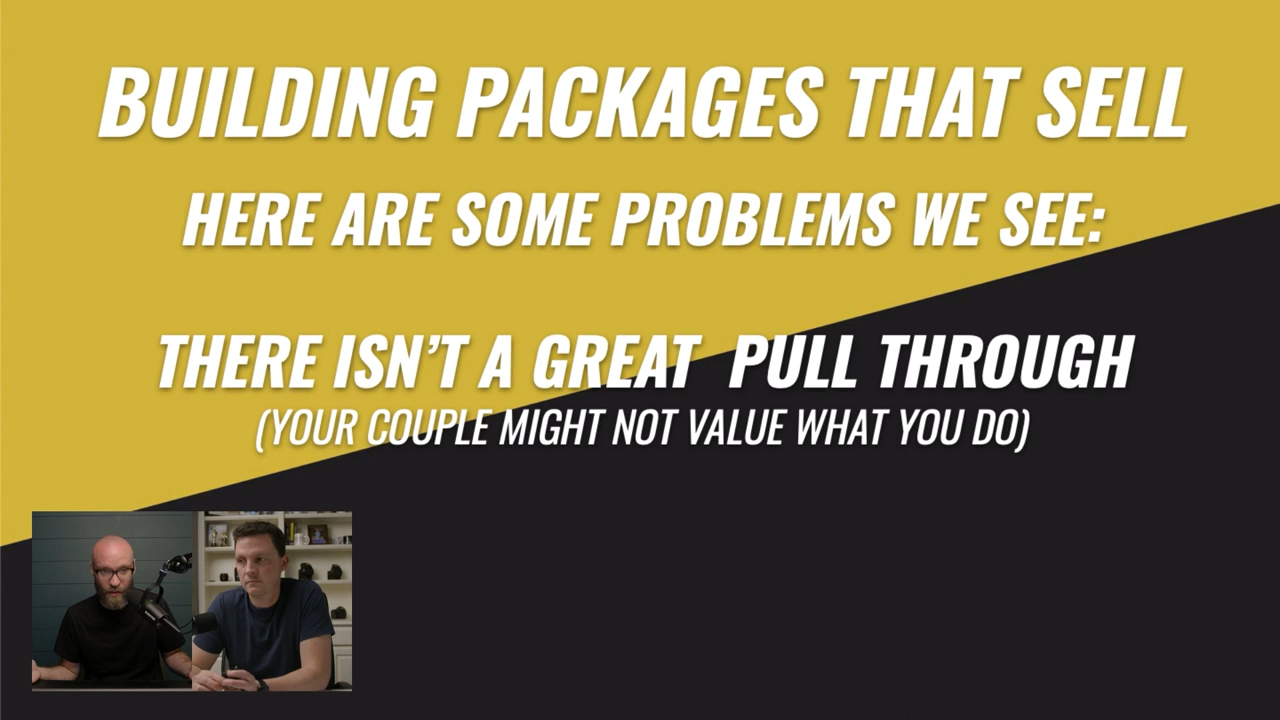 BUILDING PACKAGES THAT SELL
HERE ARE SOME PROBLEMS WE SEE:
THERE ISN'T A GREAT PULL THROUGH
(YOUR COUPLE MIGHT NOT VALUE WHAT YOU DO)